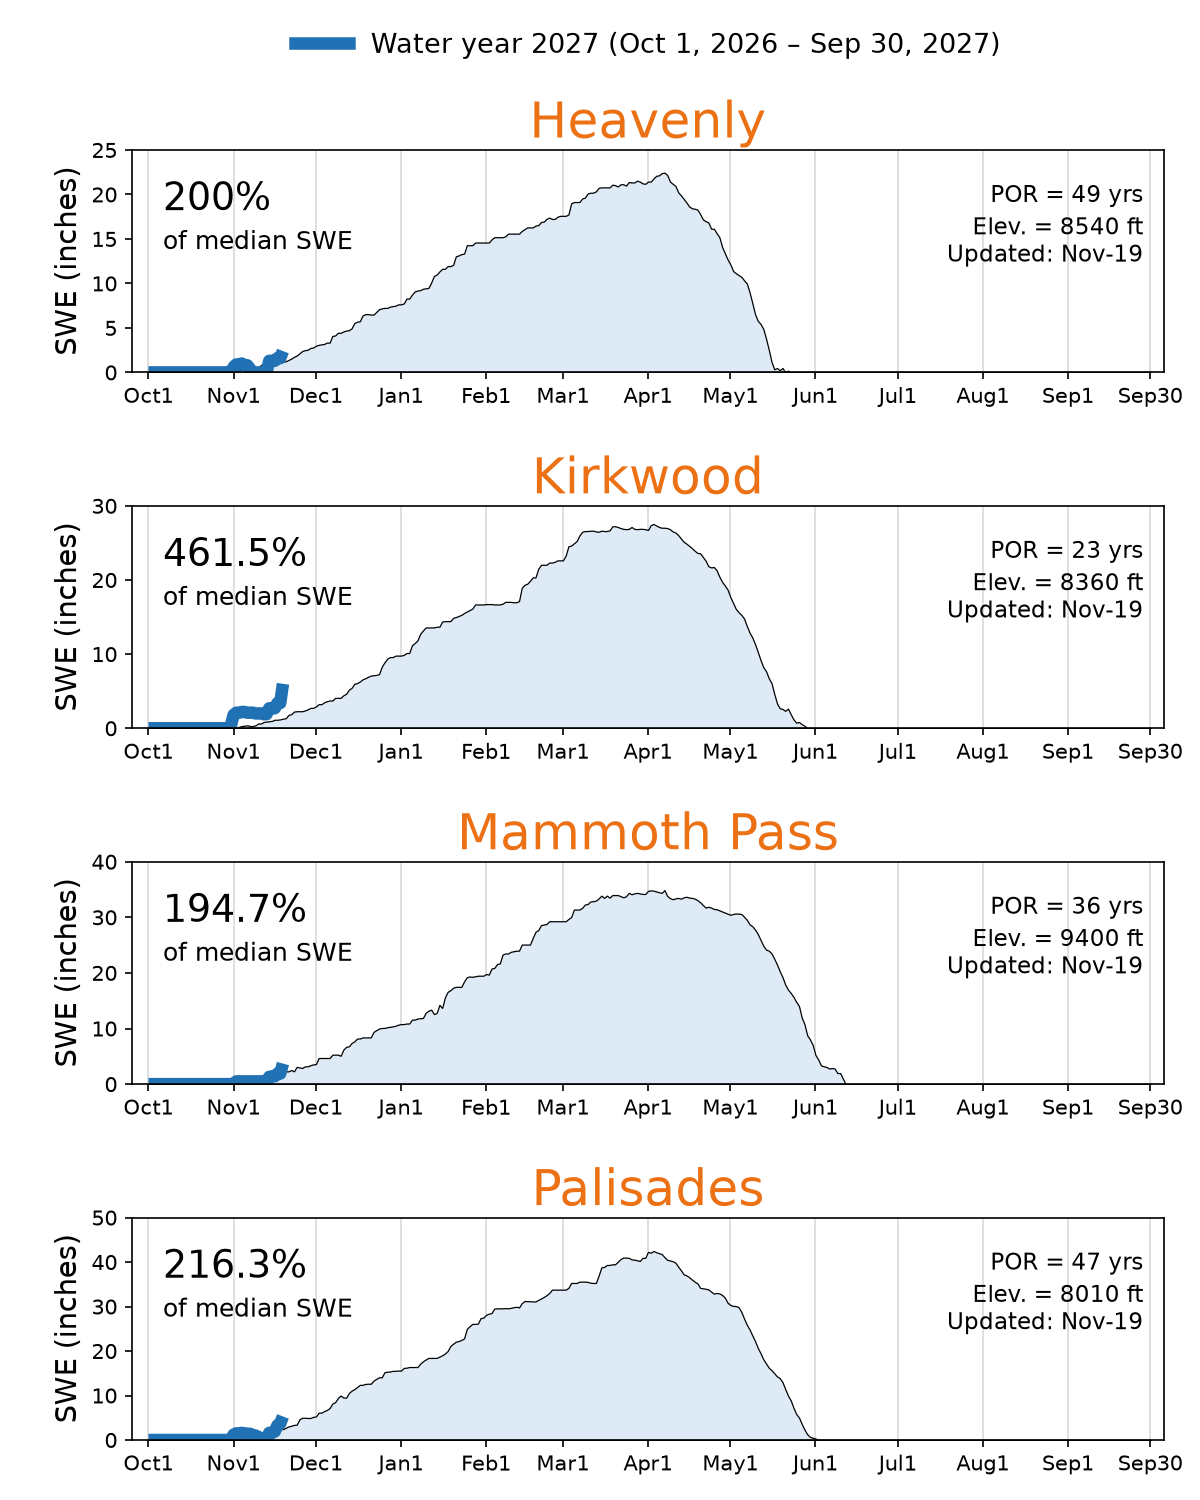 Water year 2027 (Oct 1, 2026 – Sep 30, 2027)
Heavenly
SWE (inches)
25
20
15
10
5
0
200%
of median SWE
POR = 49 yrs
Elev. = 8540 ft
Updated: Nov-19
Oct1 Nov1 Dec1 Jan1 Feb1 Mar1 Apr1 May1 Jun1 Jul1 Aug1 Sep1 Sep30
Kirkwood
SWE (inches)
30
20
10
0
461.5%
of median SWE
POR = 23 yrs
Elev. = 8360 ft
Updated: Nov-19
Oct1 Nov1 Dec1 Jan1 Feb1 Mar1 Apr1 May1 Jun1 Jul1 Aug1 Sep1 Sep30
Mammoth Pass
SWE (inches)
40
30
20
10
0
194.7%
of median SWE
POR = 36 yrs
Elev. = 9400 ft
Updated: Nov-19
Oct1 Nov1 Dec1 Jan1 Feb1 Mar1 Apr1 May1 Jun1 Jul1 Aug1 Sep1 Sep30
Palisades
SWE (inches)
50
40
30
20
10
0
216.3%
of median SWE
POR = 47 yrs
Elev. = 8010 ft
Updated: Nov-19
Oct1 Nov1 Dec1 Jan1 Feb1 Mar1 Apr1 May1 Jun1 Jul1 Aug1 Sep1 Sep30